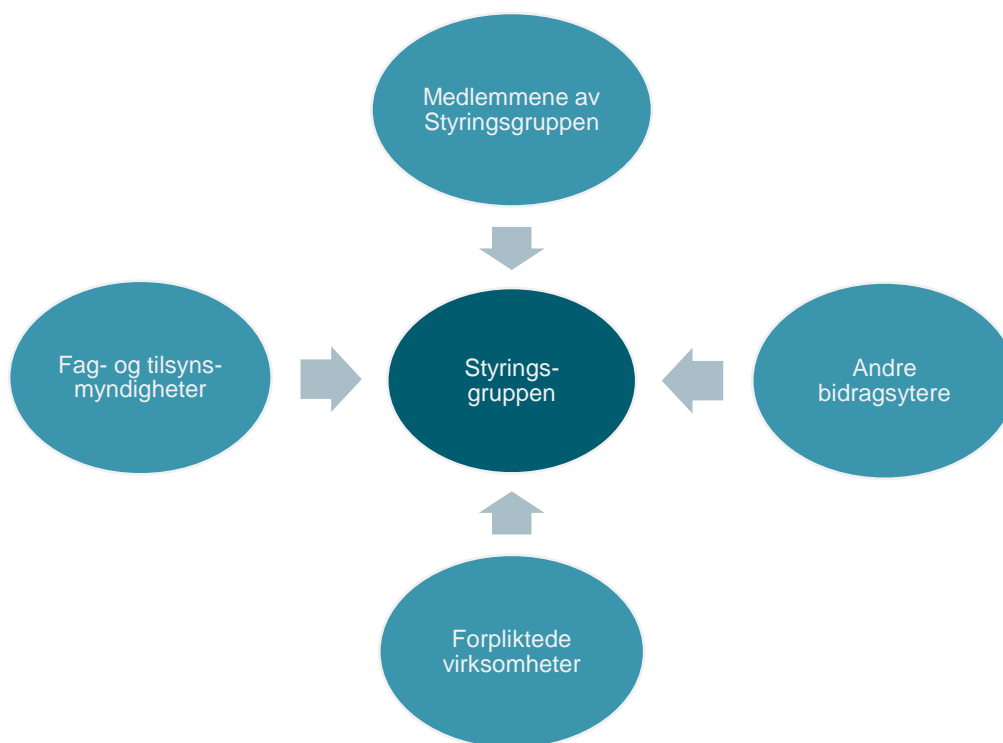 Medlemmene av
Styringsgruppen
Fag- og tilsyns-
myndigheter
Styrings-
gruppen
Andre
bidragsytere
Forpliktede
virksomheter